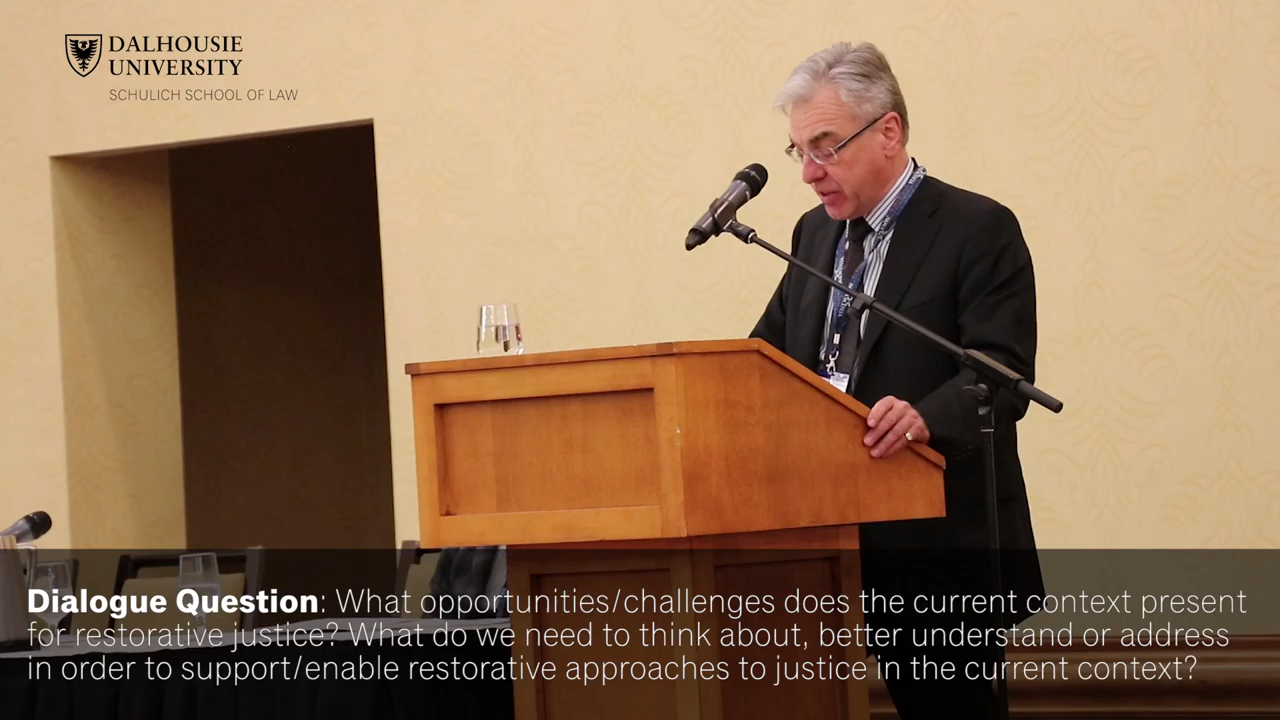 DALHOUSIE
UNIVERSITY
SCHULICH SCHOOL OF LAW
Dialogue Question: What opportunities/challenges does the current context present
for restorative justice? What do we need to think about, better understand or address
in order to support/enable restorative approaches to justice in the current context?